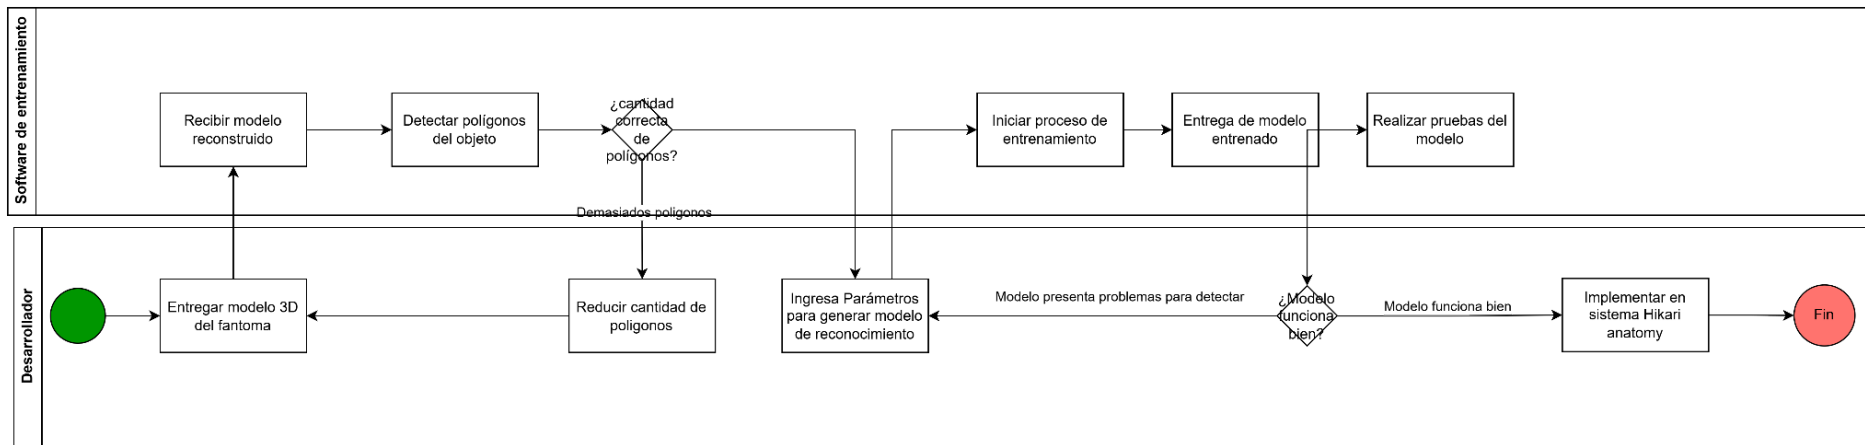 Software de entrenamiento
Recibir modelo
reconstruido
Detectar polígonos
del objeto
¿cantidad
correcta
de
polígonos?
Iniciar proceso de
entrenamiento
Entrega de modelo
entrenado
Realizar pruebas del
modelo
Demasiados poligonos
Desarrollador
Entregar modelo 3D
del fantoma
Reducir cantidad de
poligonos
Ingresa Parámetros
para generar modelo
de reconocimiento
Modelo presenta problemas para detectar
¿Modelo
funciona
bien?
Modelo funciona bien
Implementar en
sistema Hikari
anatomy
Fin